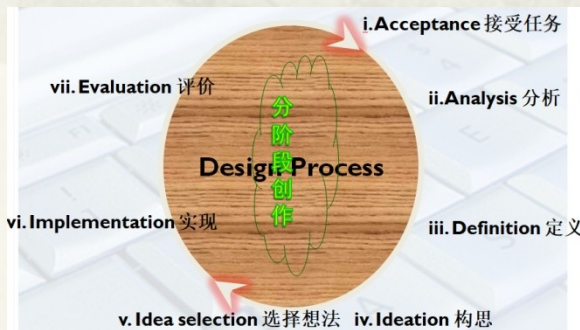 i.Acceptance 接受任务
ii.Analysis 分析
iii. Definition 定义
iv. Ideation 构思
v. Idea selection 选择想法
vi. Implementation 实现
vii. Evaluation 评价
Design Process
分阶段创作